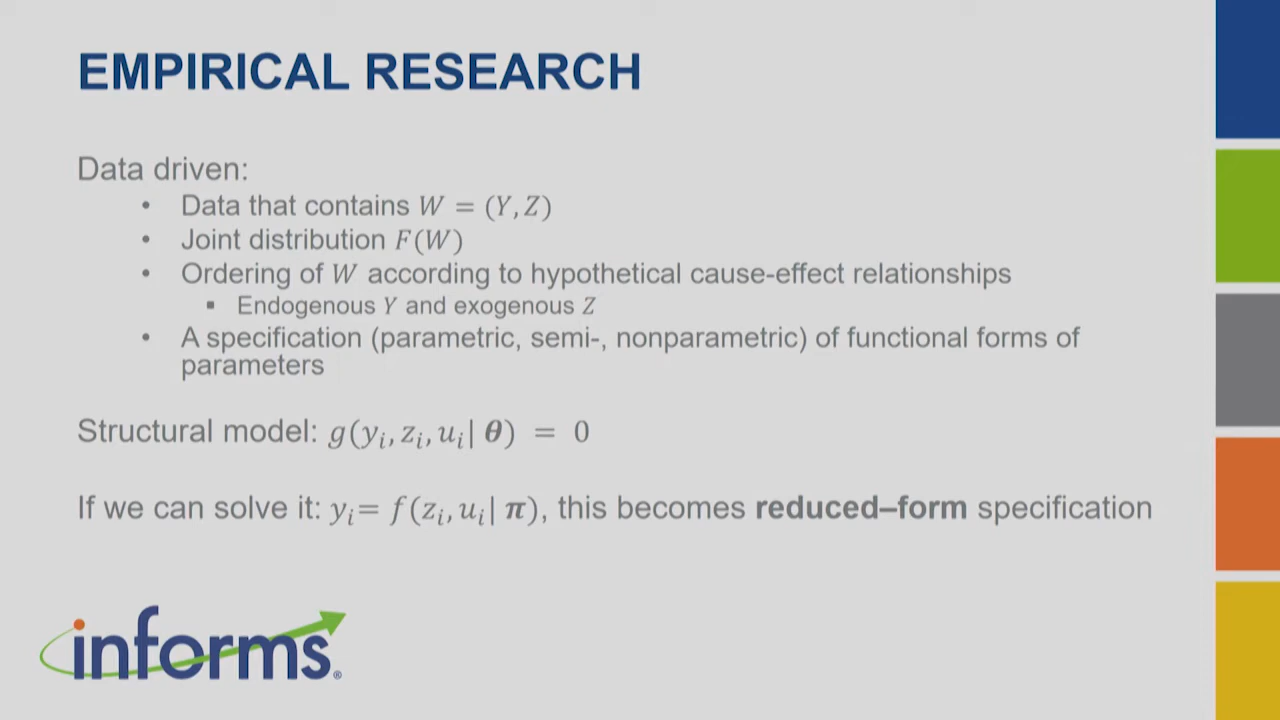 EMPIRICAL RESEARCH
Data driven:
• Data that contains W = (Y, Z)
• Joint distribution F(W)
• Ordering of W according to hypothetical cause-effect relationships
▪ Endogenous Y and exogenous Z
• A specification (parametric, semi-, nonparametric) of functional forms of
parameters
Structural model: g(yᵢ, zᵢ, uᵢ| θ) = 0
If we can solve it: yᵢ= f(zᵢ, uᵢ| π), this becomes reduced–form specification
informs®